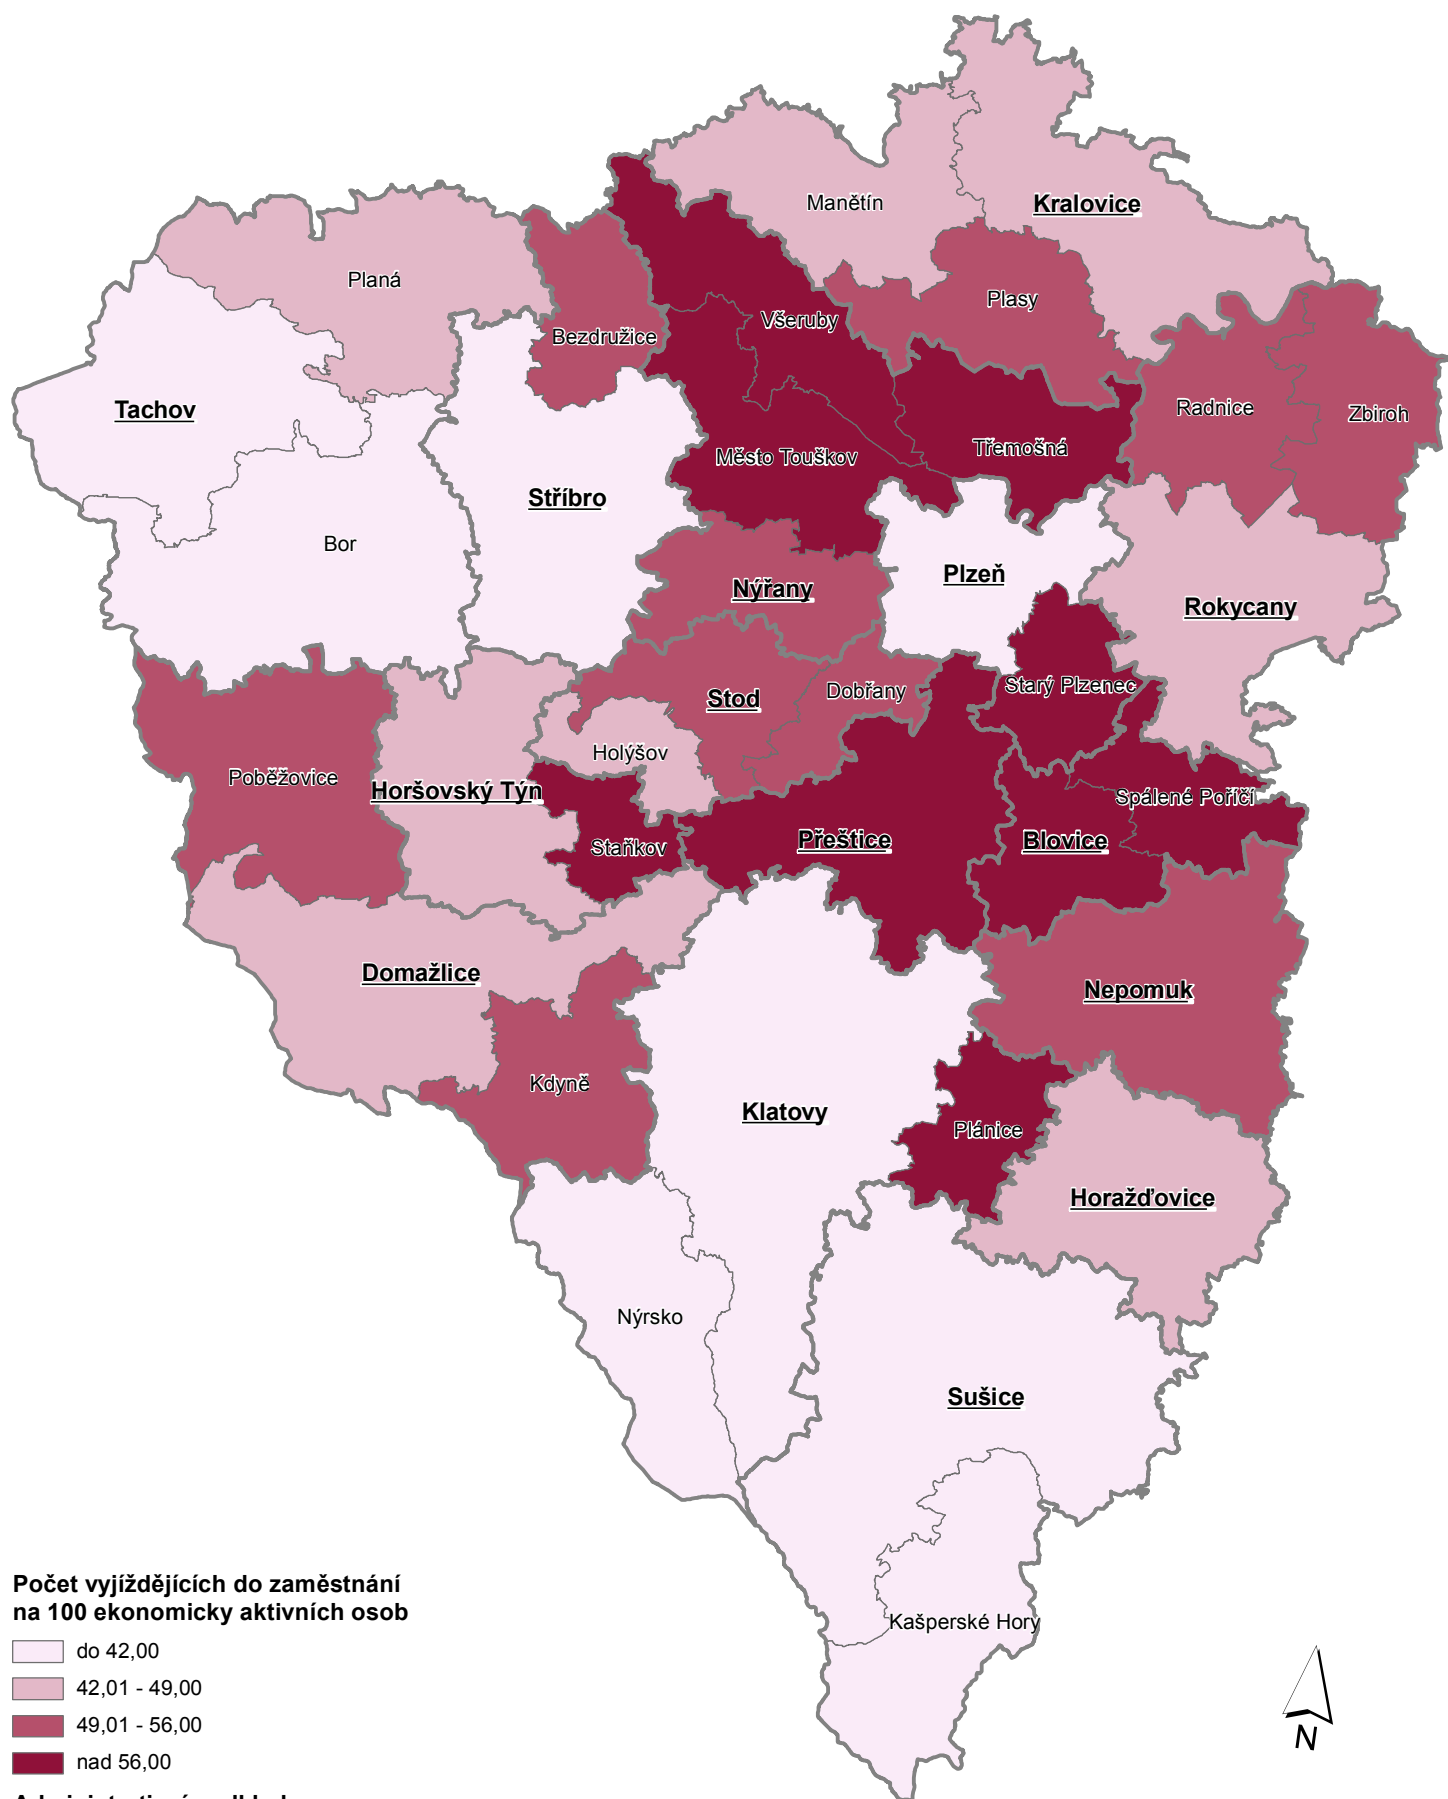 Manětín
Kralovice
Planá
Plasy
Všeruby
Bezdružice
Tachov
Radnice
Zbiroh
Třemošná
Město Touškov
Stříbro
Bor
Plzeň
Nýřany
Rokycany
Starý Plzenec
Dobřany
Stod
Holýšov
Poběžovice
Horšovský Týn
Spálené Poříčí
Přeštice
Blovice
Staňkov
Domažlice
Nepomuk
Kdyně
Klatovy
Plánice
Horažďovice
Nýrsko
Sušice
Kašperské Hory
Počet vyjíždějících do zaměstnání
na 100 ekonomicky aktivních osob
do 42,00
42,01 - 49,00
49,01 - 56,00
nad 56,00
N